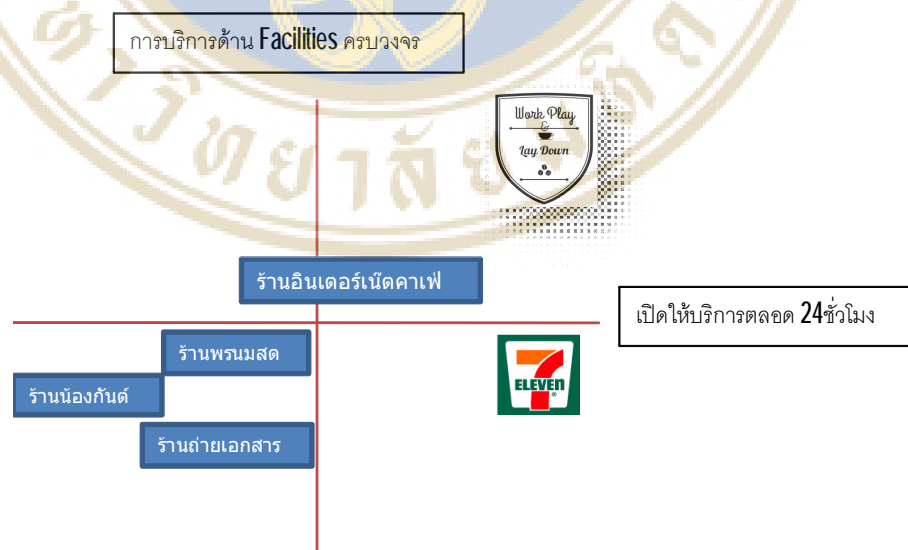 การบริการด้าน Facilities ครบวงจร
Work Play
&
Lay Down
ร้านอินเตอร์เน๊ตคาเฟ่
เปิดให้บริการตลอด 24ชั่วโมง
ร้านพรนมสด
ELEVEN
ร้านน้องกันต์
ร้านถ่ายเอกสาร